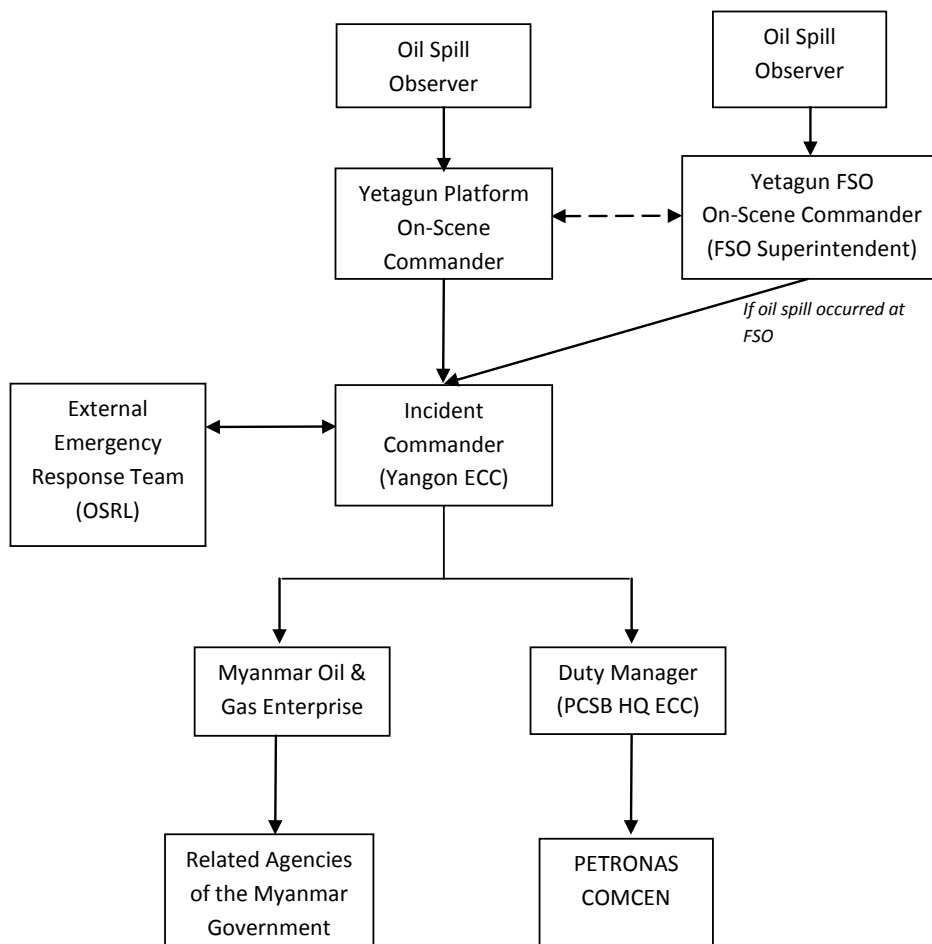 Oil Spill
Observer
Oil Spill
Observer
Yetagun Platform
On-Scene
Commander
Yetagun FSO
On-Scene Commander
(FSO Superintendent)
If oil spill occurred at
FSO
External
Emergency
Response Team
(OSRL)
Incident
Commander
(Yangon ECC)
Myanmar Oil &
Gas Enterprise
Duty Manager
(PCSB HQ ECC)
Related Agencies
of the Myanmar
Government
PETRONAS
COMCEN